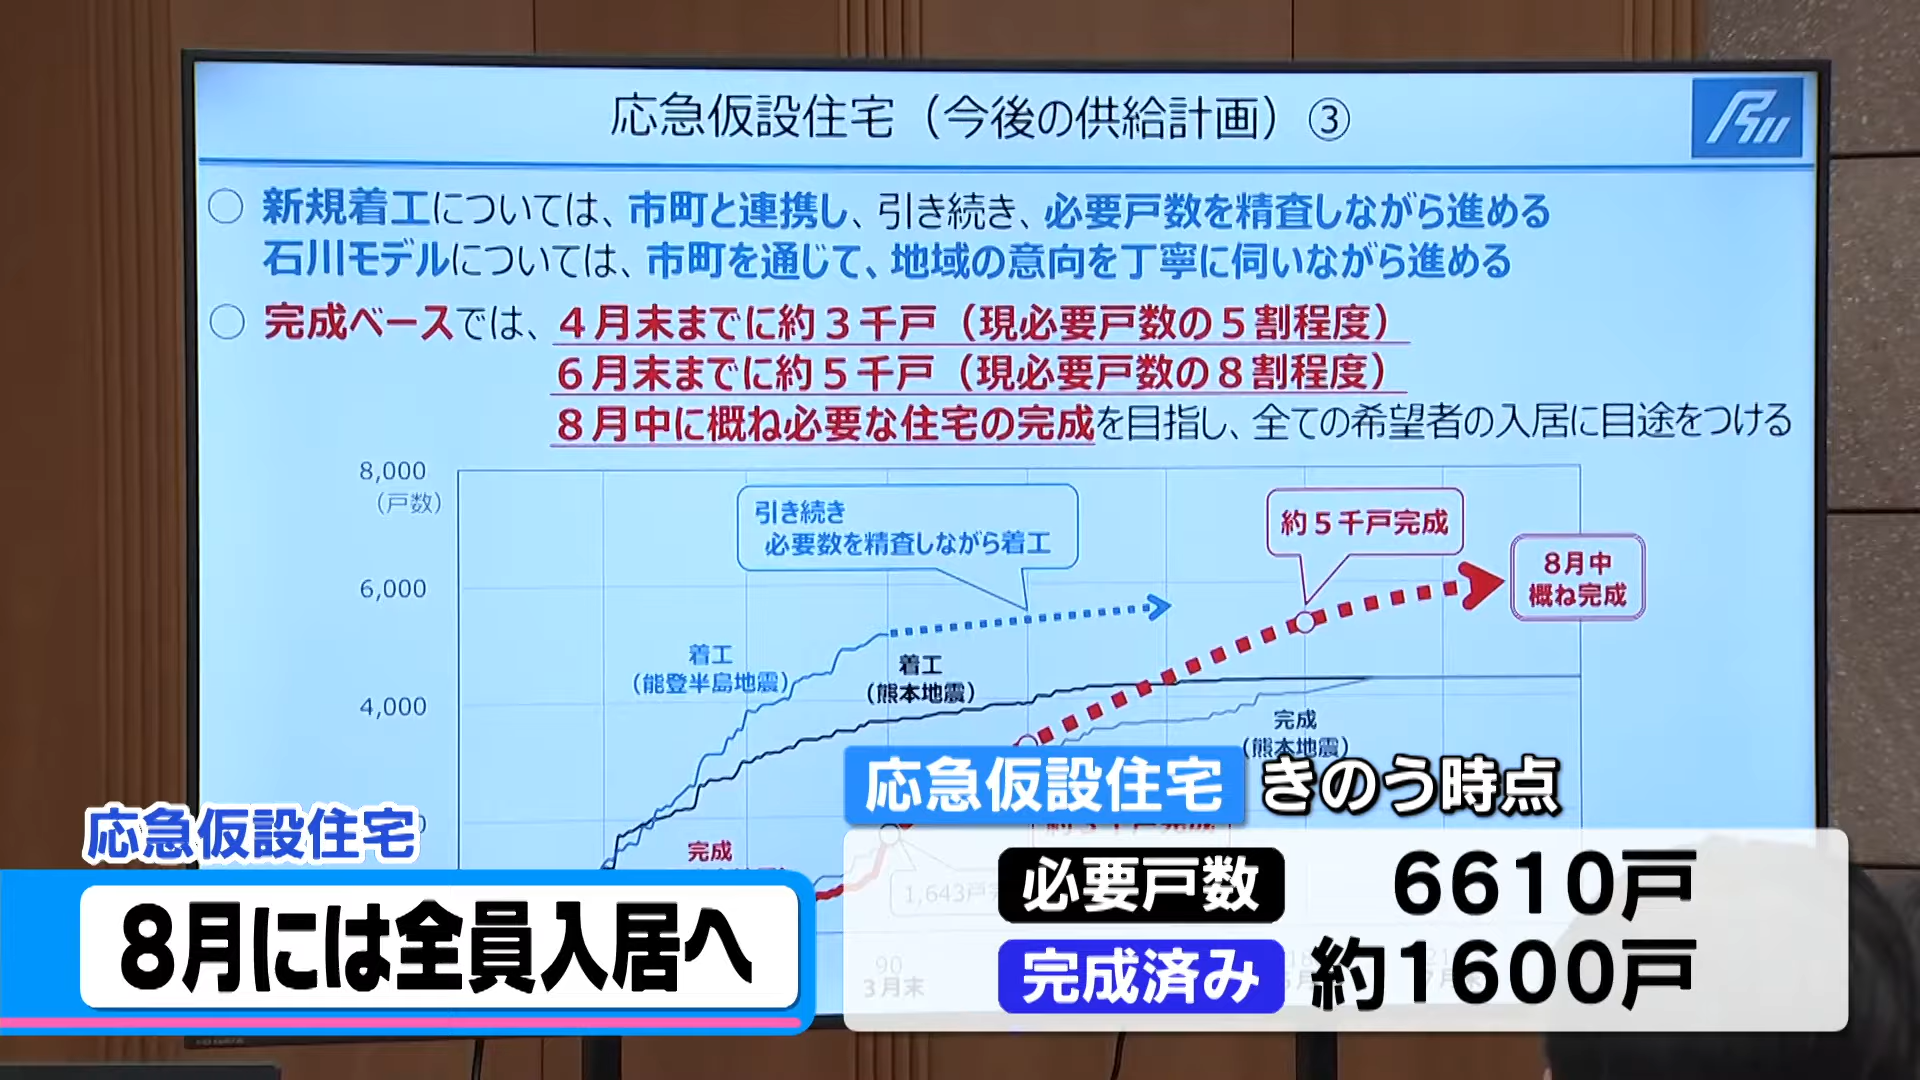 応急仮設住宅（今後の供給計画）③
○ 新規着工については、市町と連携し、引き続き、必要戸数を精査しながら進める
石川モデルについては、市町を通じて、地域の意向を丁寧に伺いながら進める
○ 完成ベースでは、４月末までに約３千戸（現必要戸数の５割程度）
６月末までに約５千戸（現必要戸数の８割程度）
８月中に概ね必要な住宅の完成を目指し、全ての希望者の入居に目途をつける
8,000
（戸数）
引き続き
必要数を精査しながら着工
約５千戸完成
８月中
概ね完成
6,000
着工
（能登半島地震）
着工
（熊本地震）
4,000
完成
（熊本地震）
完成
1,643戸
90
３月末
応急仮設住宅 きのう時点
必要戸数 6610戸
完成済み 約1600戸
応急仮設住宅
8月には全員入居へ